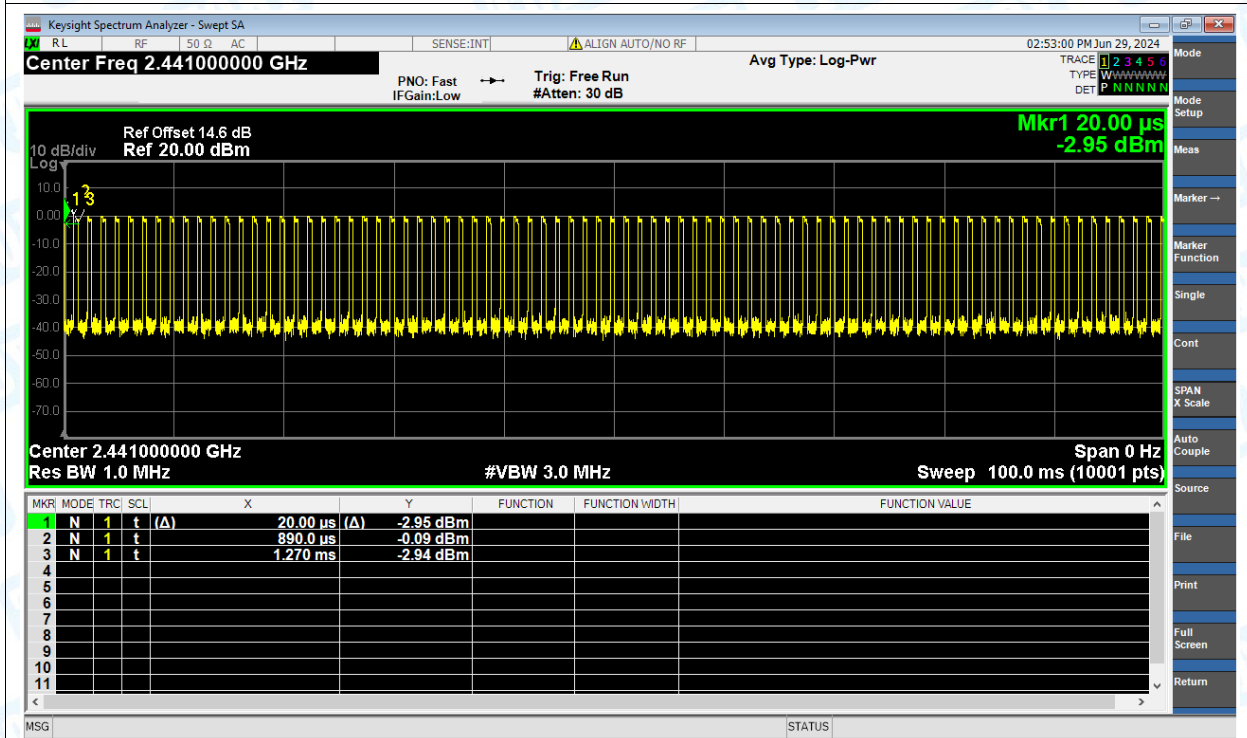 Keysight Spectrum Analyzer - Swept SA
LXI RL RF 50 Ω AC SENSE:INT ALIGN AUTO/NO RF 02:53:00 PM Jun 29, 2024
Center Freq 2.441000000 GHz
PNO: Fast
IFGain:Low
Trig: Free Run
#Atten: 30 dB
Avg Type: Log-Pwr
TRACE 1 2 3 4 5 6
TYPE WWWWWW
DET P N N N N N
Mkr1 20.00 µs
-2.95 dBm
Ref Offset 14.6 dB
10 dB/div Ref 20.00 dBm
Log
10.0
0.00
-10.0
-20.0
-30.0
-40.0
-50.0
-60.0
-70.0
1 2 3
Center 2.441000000 GHz Span 0 Hz
Res BW 1.0 MHz #VBW 3.0 MHz Sweep 100.0 ms (10001 pts)
MKR MODE TRC SCL X Y FUNCTION FUNCTION WIDTH FUNCTION VALUE
1 N 1 t (Δ) 20.00 µs (Δ) -2.95 dBm
2 N 1 t 890.0 µs -0.09 dBm
3 N 1 t 1.270 ms -2.94 dBm
4
5
6
7
8
9
10
11
MSG STATUS
Mode
Mode
Setup
Meas
Marker →
Marker
Function
Single
Cont
SPAN
X Scale
Auto
Couple
Source
File
Print
Full
Screen
Return